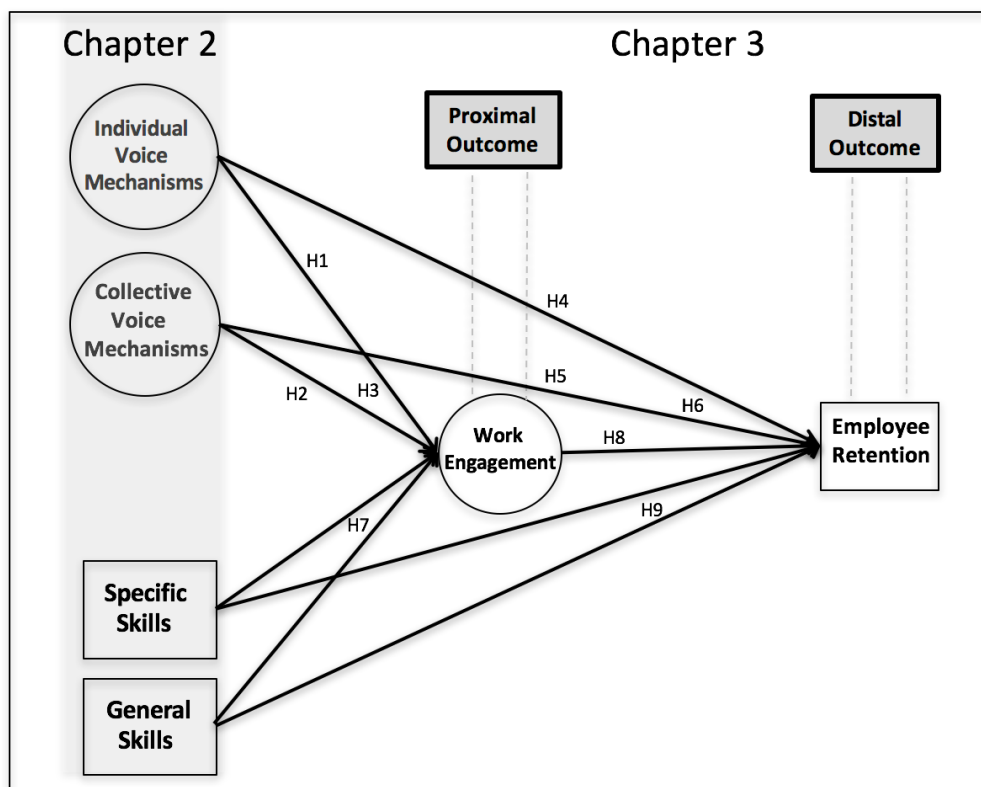 Chapter 2
Chapter 3
Individual
Voice
Mechanisms
Proximal
Outcome
Distal
Outcome
H1
H4
Collective
Voice
Mechanisms
H2
H3
H5
H6
Work
Engagement
H8
Employee
Retention
H7
H9
Specific
Skills
General
Skills